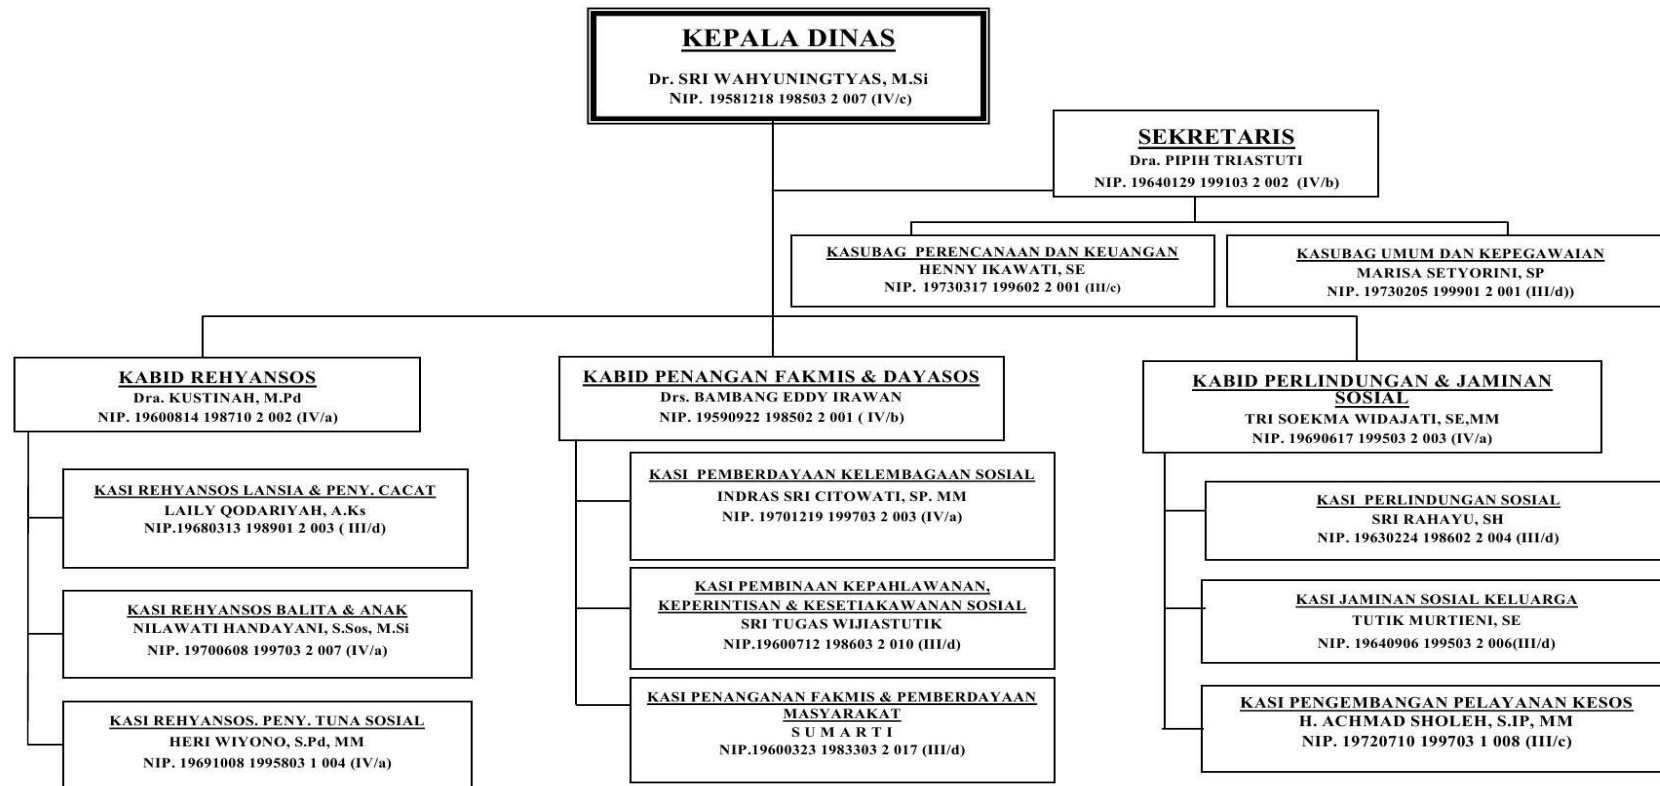 KEPALA DINAS
Dr. SRI WAHYUNINGTYAS, M.Si
NIP. 19581218 198503 2 007 (IV/c)
SEKRETARIS
Dra. PIPIH TRIASTUTI
NIP. 19640129 199103 2 002 (IV/b)
KASUBAG PERENCANAAN DAN KEUANGAN
HENNY IKAWATI, SE
NIP. 19730317 199602 2 001 (III/c)
KASUBAG UMUM DAN KEPEGAWAIAN
MARISA SETYORINI, SP
NIP. 19730205 199901 2 001 (III/d))
KABID REHYANSOS
Dra. KUSTINAH, M.Pd
NIP. 19600814 198710 2 002 (IV/a)
KASI REHYANSOS LANSIA & PENY. CACAT
LAILY QODARIYAH, A.Ks
NIP.19680313 198901 2 003 ( III/d)
KASI REHYANSOS BALITA & ANAK
NILAWATI HANDAYANI, S.Sos, M.Si
NIP. 19700608 199703 2 007 (IV/a)
KASI REHYANSOS. PENY. TUNA SOSIAL
HERI WIYONO, S.Pd, MM
NIP. 19691008 1995803 1 004 (IV/a)
KABID PENANGAN FAKMIS & DAYASOS
Drs. BAMBANG EDDY IRAWAN
NIP. 19590922 198502 2 001 ( IV/b)
KASI PEMBERDAYAAN KELEMBAGAAN SOSIAL
INDRAS SRI CITOWATI, SP. MM
NIP. 19701219 199703 2 003 (IV/a)
KASI PEMBINAAN KEPAHLAWANAN,
KEPERINTISAN & KESETIAKAWANAN SOSIAL
SRI TUGAS WIJIASTUTIK
NIP.19600712 198603 2 010 (III/d)
KASI PENANGANAN FAKMIS & PEMBERDAYAAN
MASYARAKAT
S U M A R T I
NIP.19600323 1983303 2 017 (III/d)
KABID PERLINDUNGAN & JAMINAN
SOSIAL
TRI SOEKMA WIDAJATI, SE,MM
NIP. 19690617 199503 2 003 (IV/a)
KASI PERLINDUNGAN SOSIAL
SRI RAHAYU, SH
NIP. 19630224 198602 2 004 (III/d)
KASI JAMINAN SOSIAL KELUARGA
TUTIK MURTIENI, SE
NIP. 19640906 199503 2 006(III/d)
KASI PENGEMBANGAN PELAYANAN KESOS
H. ACHMAD SHOLEH, S.IP, MM
NIP. 19720710 199703 1 008 (III/c)